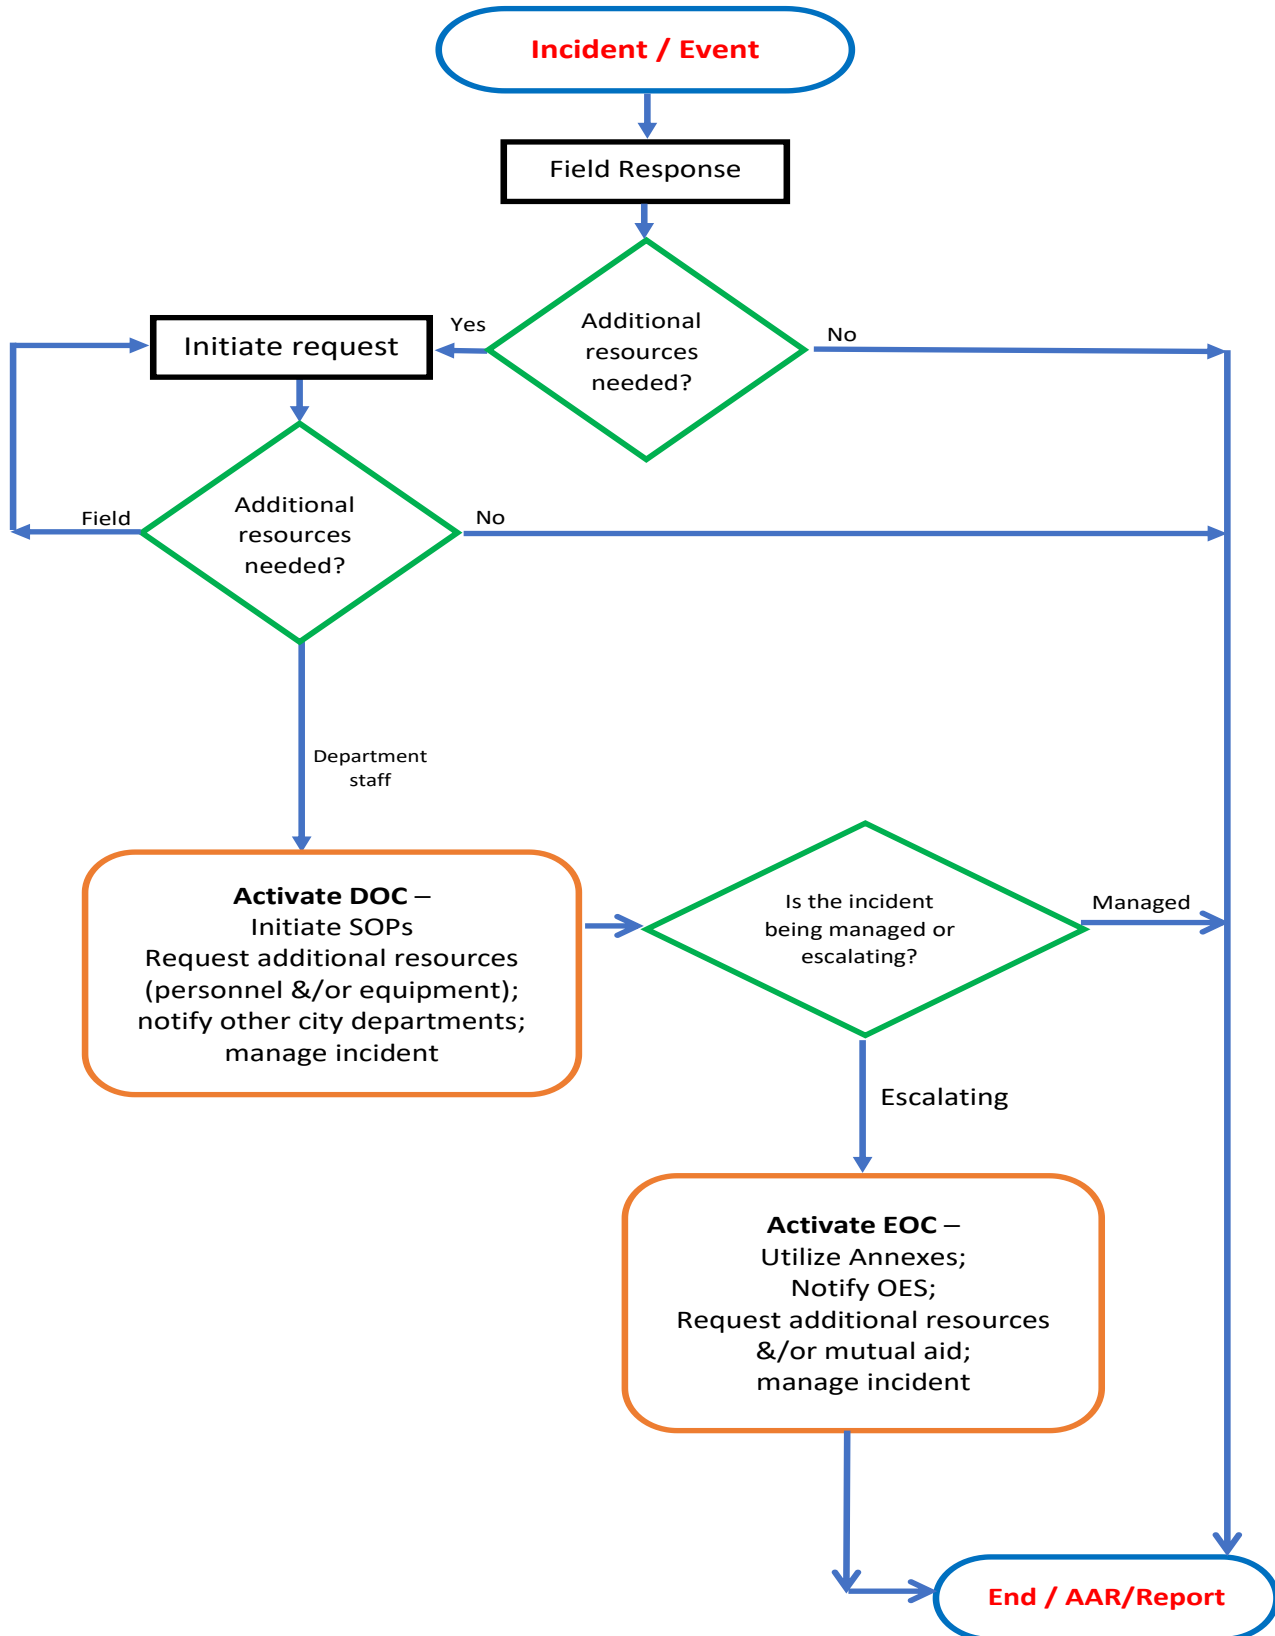 Incident / Event
Field Response
Additional
resources
needed?
Yes
No
Initiate request
Additional
resources
needed?
Field
No
Department
staff
Activate DOC –
Initiate SOPs
Request additional resources
(personnel &/or equipment);
notify other city departments;
manage incident
Is the incident
being managed or
escalating?
Managed
Escalating
Activate EOC –
Utilize Annexes;
Notify OES;
Request additional resources
&/or mutual aid;
manage incident
End / AAR/Report